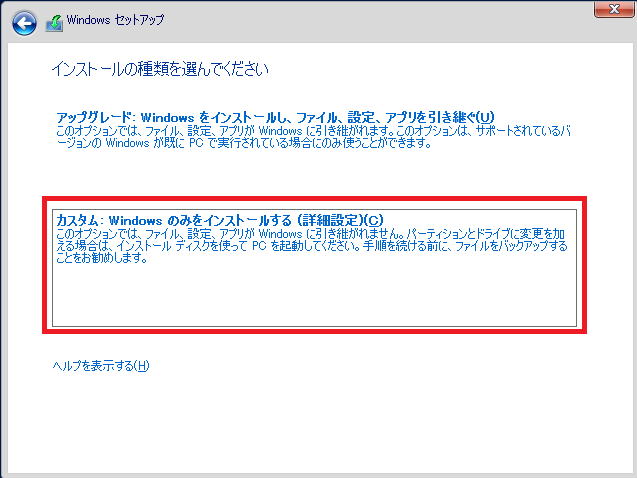 Windows セットアップ
インストールの種類を選んでください
アップグレード: Windows をインストールし、ファイル、設定、アプリを引き継ぐ(U)
このオプションでは、ファイル、設定、アプリが Windows に引き継がれます。このオプションは、サポートされているバ
ージョンの Windows が既に PC で実行されている場合にのみ使うことができます。
カスタム: Windows のみをインストールする (詳細設定)(C)
このオプションでは、ファイル、設定、アプリが Windows に引き継がれません。パーティションとドライブに変更を加
える場合は、インストール ディスクを使って PC を起動してください。手順を続ける前に、ファイルをバックアップする
ことをお勧めします。
ヘルプを表示する(H)